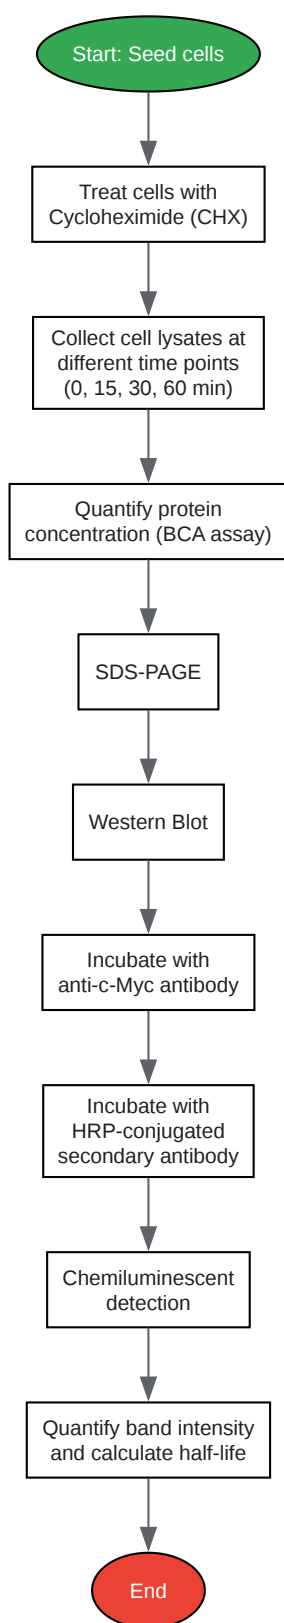 Start: Seed cells
Treat cells with
Cycloheximide (CHX)
Collect cell lysates at
different time points
(0, 15, 30, 60 min)
Quantify protein
concentration (BCA assay)
SDS-PAGE
Western Blot
Incubate with
anti-c-Myc antibody
Incubate with
HRP-conjugated
secondary antibody
Chemiluminescent
detection
Quantify band intensity
and calculate half-life
End